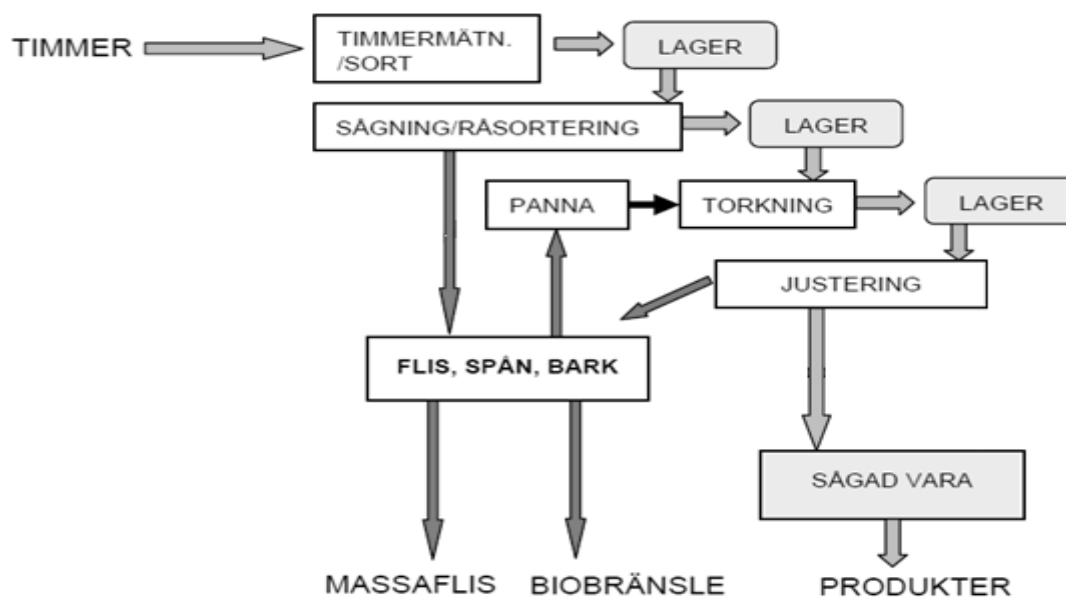 TIMMER
TIMMERMÄTN.
/SORT
LAGER
SÅGNING/RÅSORTERING
LAGER
PANNA
TORKNING
LAGER
JUSTERING
FLIS, SPÅN, BARK
SÅGAD VARA
MASSAFLIS
BIOBRÄNSLE
PRODUKTER